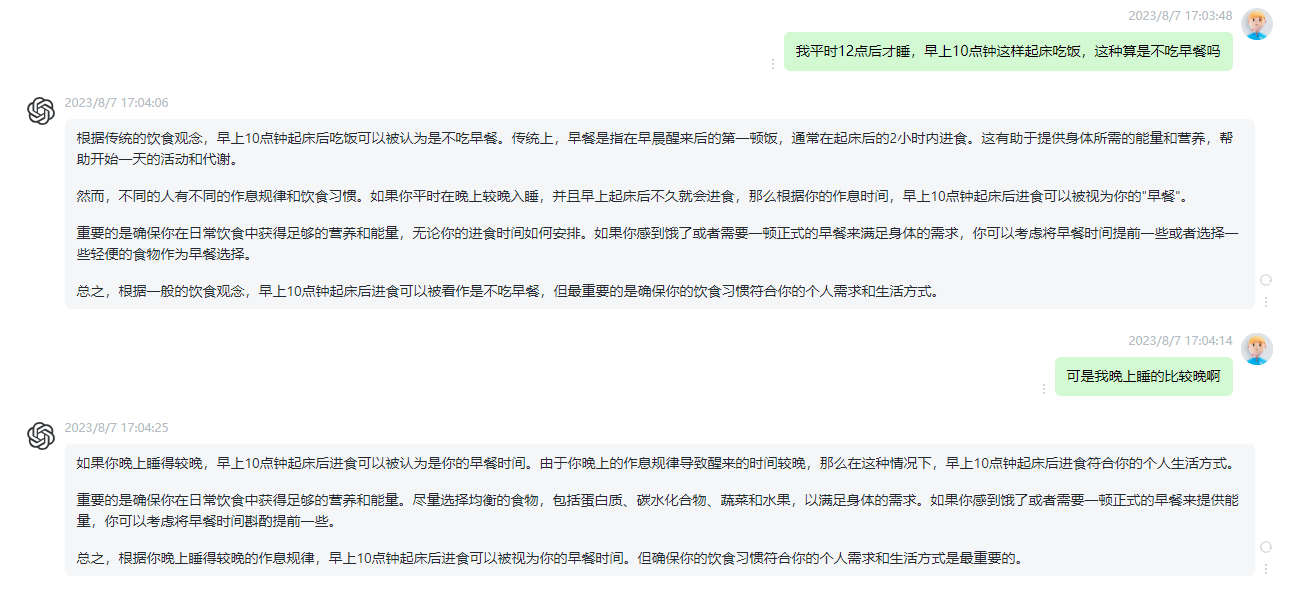 2023/8/7 17:03:48
我平时12点后才睡，早上10点钟这样起床吃饭，这种算是不吃早餐吗
2023/8/7 17:04:06
根据传统的饮食观念，早上10点钟起床后吃饭可以被认为是不吃早餐。传统上，早餐是指在早晨醒来后的第一顿饭，通常在起床后的2小时内进食。这有助于提供身体所需的能量和营养，帮
助开始一天的活动和代谢。
然而，不同的人有不同的作息规律和饮食习惯。如果你平时在晚上较晚入睡，并且早上起床后不久就会进食，那么根据你的作息时间，早上10点钟起床后进食可以被视为你的"早餐"。
重要的是确保你在日常饮食中获得足够的营养和能量，无论你的进食时间如何安排。如果你感到饿了或者需要一顿正式的早餐来满足身体的需求，你可以考虑将早餐时间提前一些或者选择一
些轻便的食物作为早餐选择。
总之，根据一般的饮食观念，早上10点钟起床后进食可以被看作是不吃早餐，但最重要的是确保你的饮食习惯符合你的个人需求和生活方式。
2023/8/7 17:04:14
可是我晚上睡的比较晚啊
2023/8/7 17:04:25
如果你晚上睡得较晚，早上10点钟起床后进食可以被认为是你的早餐时间。由于你晚上的作息规律导致醒来的时间较晚，那么在这种情况下，早上10点钟起床后进食符合你的个人生活方式。
重要的是确保你在日常饮食中获得足够的营养和能量。尽量选择均衡的食物，包括蛋白质、碳水化合物、蔬菜和水果，以满足身体的需求。如果你感到饿了或者需要一顿正式的早餐来提供能
量，你可以考虑将早餐时间斟酌提前一些。
总之，根据你晚上睡得较晚的作息规律，早上10点钟起床后进食可以被视为你的早餐时间。但确保你的饮食习惯符合你的个人需求和生活方式是最重要的。